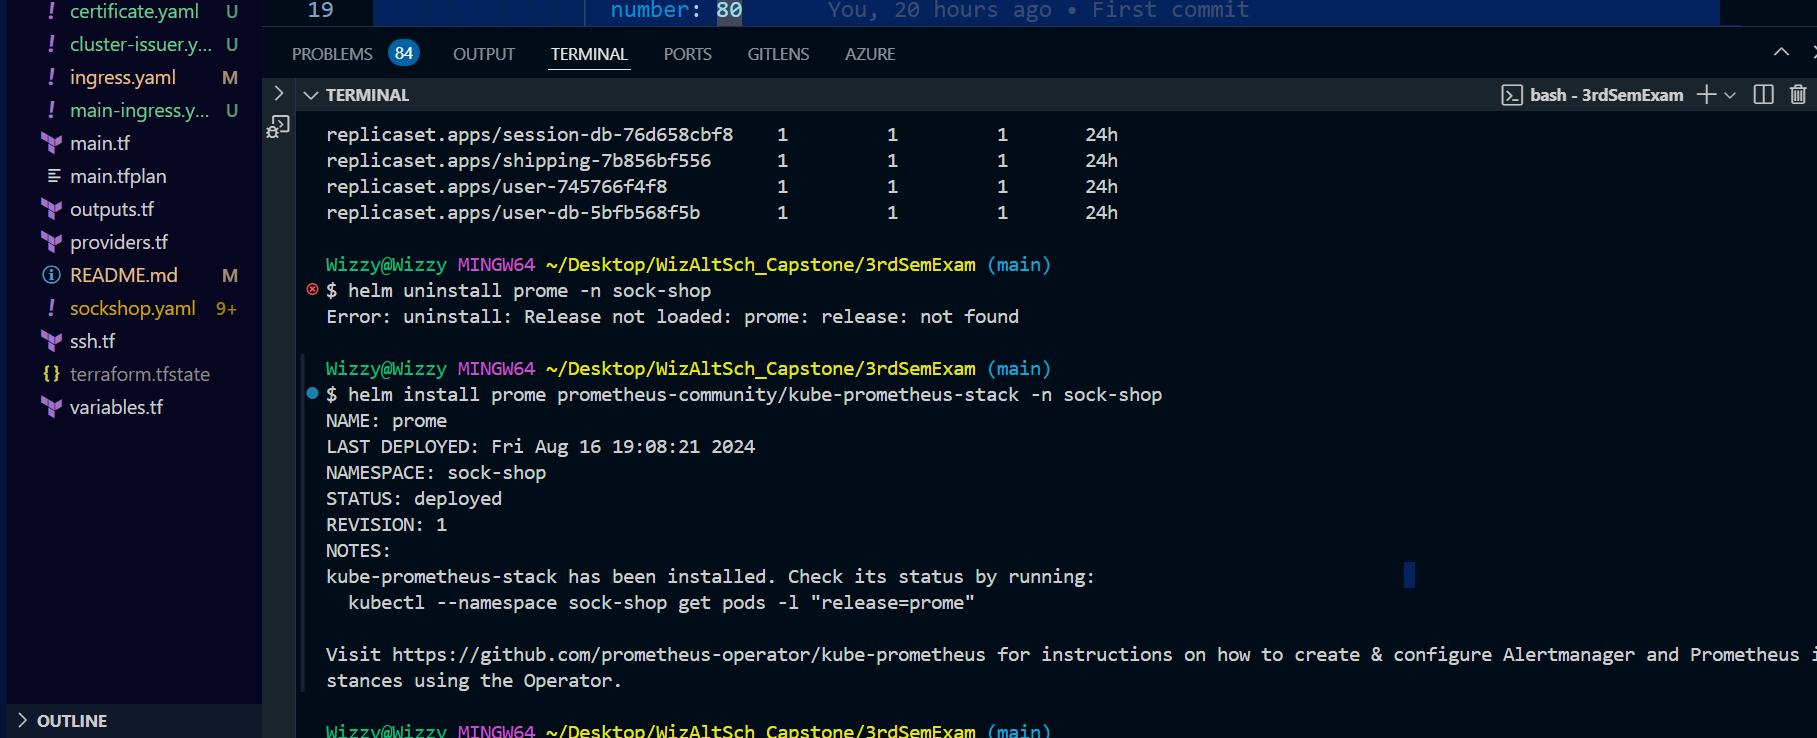 certificate.yaml U
cluster-issuer.y... U
ingress.yaml M
main-ingress.y... U
main.tf
main.tfplan
outputs.tf
providers.tf
README.md M
sockshop.yaml 9+
ssh.tf
terraform.tfstate
variables.tf
OUTLINE
19 number: 80 You, 20 hours ago • First commit
PROBLEMS 84 OUTPUT TERMINAL PORTS GITLENS AZURE
TERMINAL bash - 3rdSemExam
replicaset.apps/session-db-76d658cbf8 1 1 1 24h
replicaset.apps/shipping-7b856bf556 1 1 1 24h
replicaset.apps/user-745766f4f8 1 1 1 24h
replicaset.apps/user-db-5bfb568f5b 1 1 1 24h
Wizzy@Wizzy MINGW64 ~/Desktop/WizAltSch_Capstone/3rdSemExam (main)
$ helm uninstall prome -n sock-shop
Error: uninstall: Release not loaded: prome: release: not found
Wizzy@Wizzy MINGW64 ~/Desktop/WizAltSch_Capstone/3rdSemExam (main)
$ helm install prome prometheus-community/kube-prometheus-stack -n sock-shop
NAME: prome
LAST DEPLOYED: Fri Aug 16 19:08:21 2024
NAMESPACE: sock-shop
STATUS: deployed
REVISION: 1
NOTES:
kube-prometheus-stack has been installed. Check its status by running:
kubectl --namespace sock-shop get pods -l "release=prome"
Visit https://github.com/prometheus-operator/kube-prometheus for instructions on how to create & configure Alertmanager and Prometheus i
stances using the Operator.
Wizzy@Wizzy MINGW64 ~/Desktop/WizAltSch_Capstone/3rdSemExam (main)